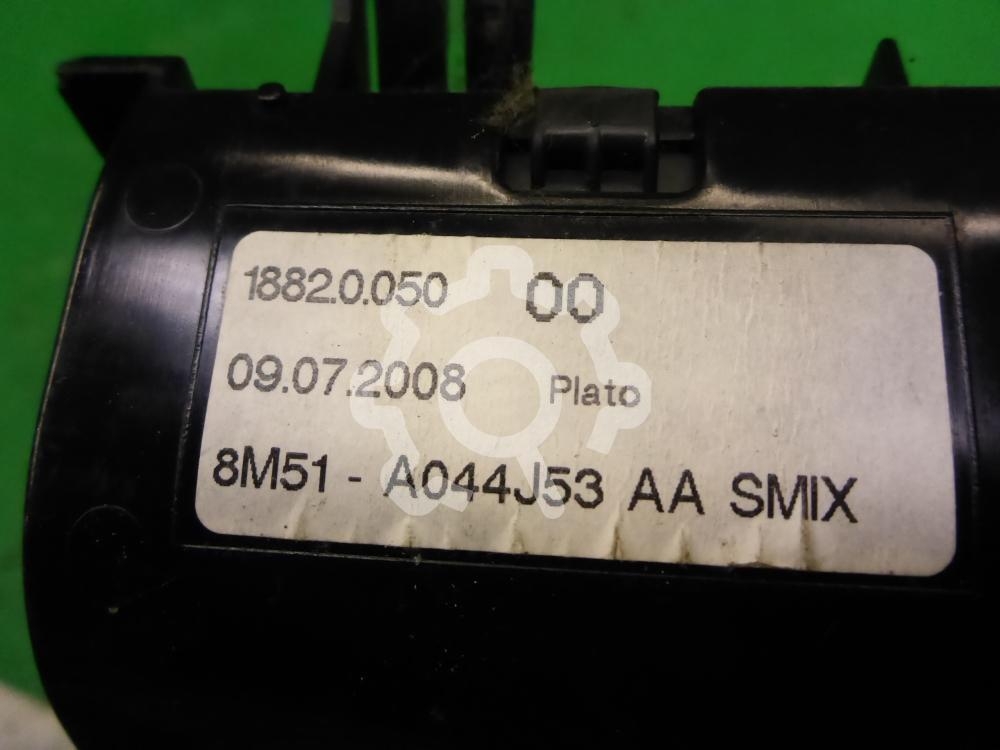 1882.0.050 00
09.07.2008 Plato
8M51 - A044J53 AA SMIX